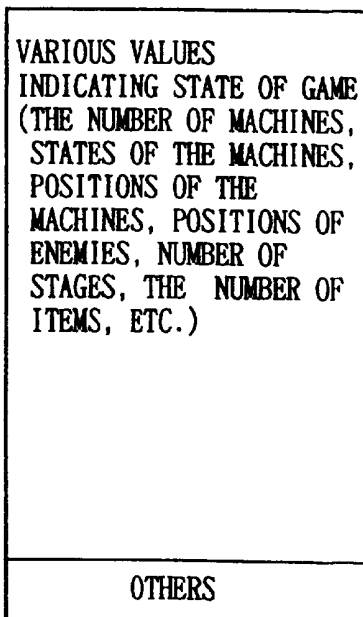 VARIOUS VALUES
INDICATING STATE OF GAME
(THE NUMBER OF MACHINES,
STATES OF THE MACHINES,
POSITIONS OF THE
MACHINES, POSITIONS OF
ENEMIES, NUMBER OF
STAGES, THE NUMBER OF
ITEMS, ETC.)
OTHERS